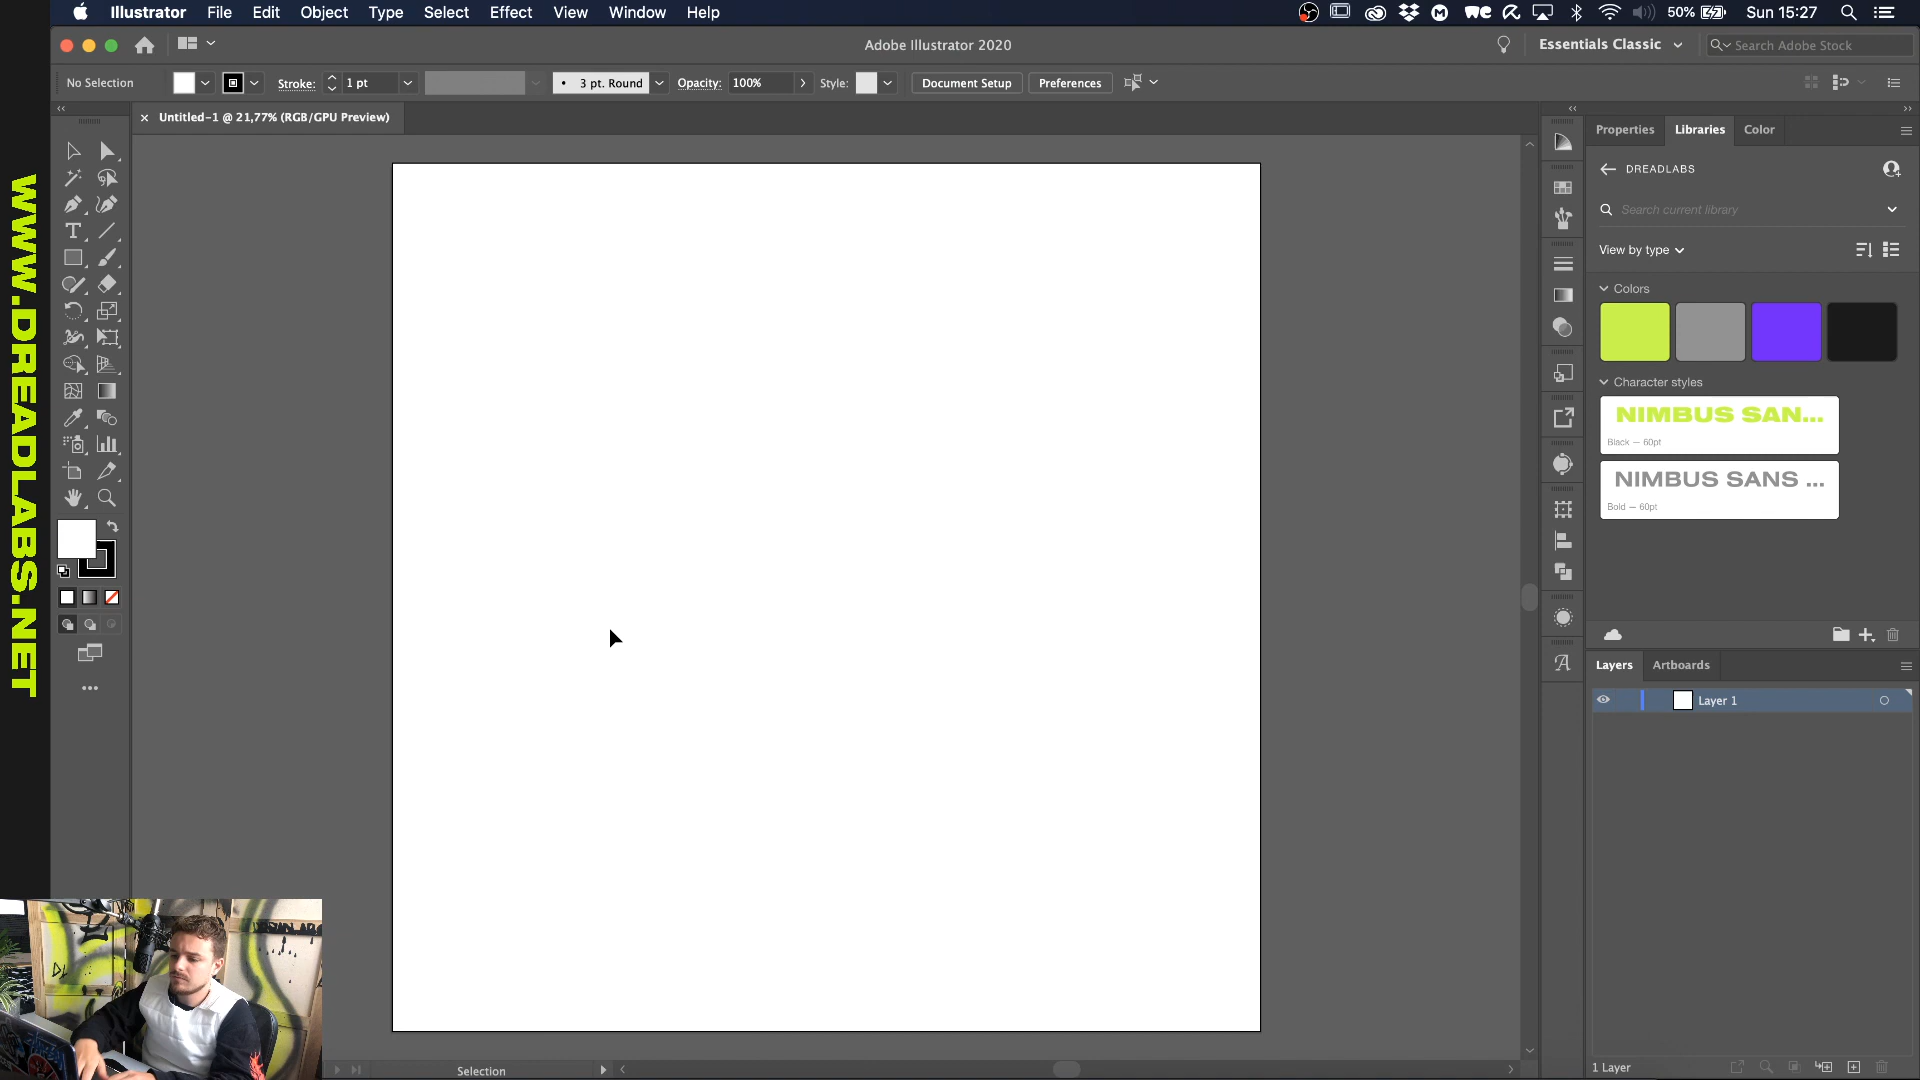 Illustrator File Edit Object Type Select Effect View Window Help
50% Sun 15:27
Adobe Illustrator 2020
Essentials Classic
Search Adobe Stock
No Selection
Stroke: 1 pt
3 pt. Round
Opacity: 100%
Style:
Document Setup
Preferences
Untitled-1 @ 21,77% (RGB/GPU Preview)
WWW.DREADLABS.NET
Properties Libraries Color
DREADLABS
Search current library
View by type
Colors
Character styles
NIMBUS SAN...
Black — 60pt
NIMBUS SANS ...
Bold — 60pt
Layers Artboards
Layer 1
1 Layer
Selection